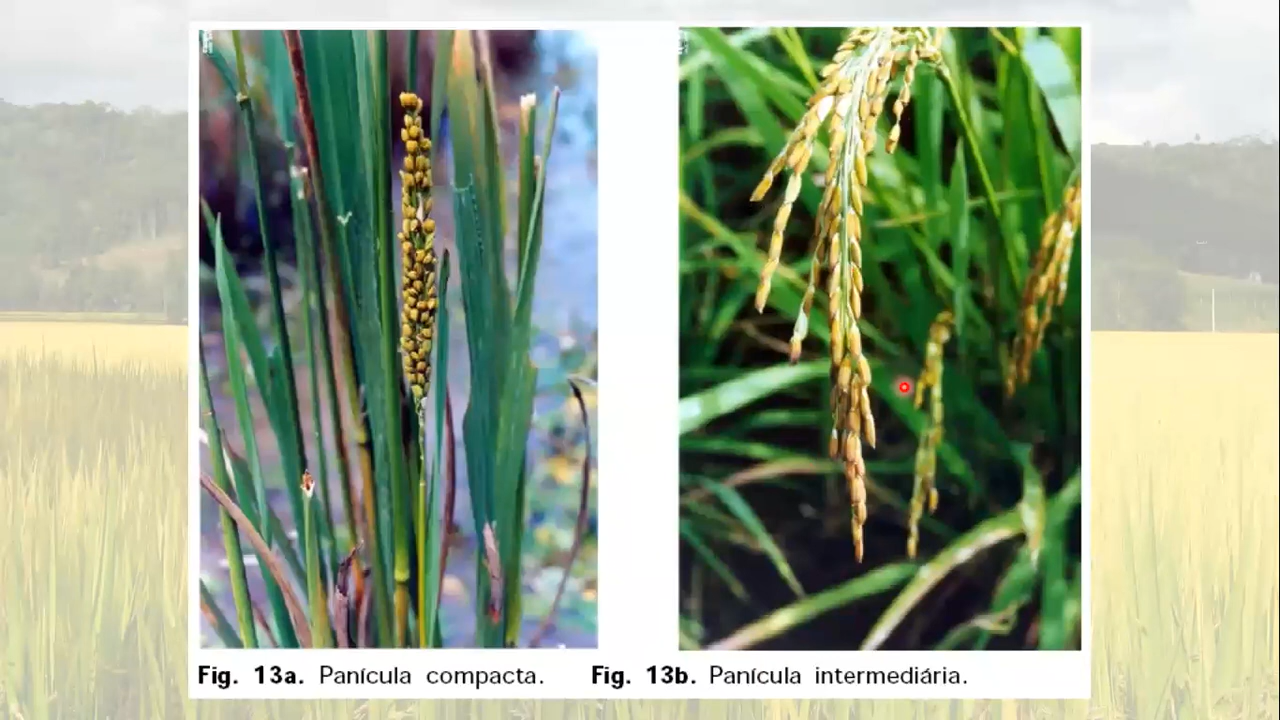 Fig. 13a. Panícula compacta.
Fig. 13b. Panícula intermediária.